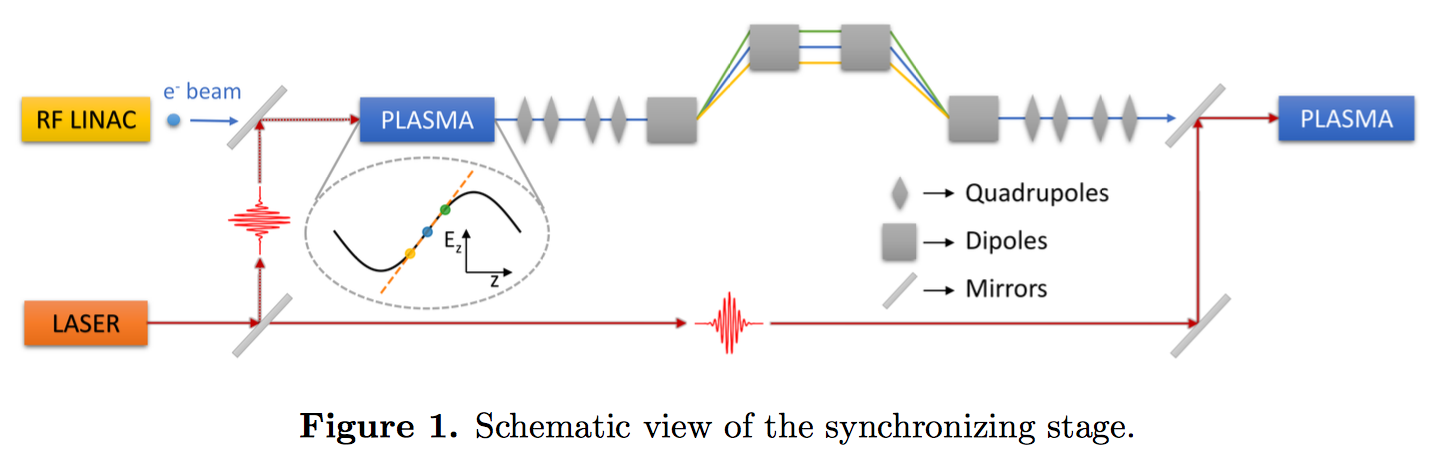 e⁻ beam
RF LINAC
PLASMA
PLASMA
E_z
z
Quadrupoles
Dipoles
Mirrors
LASER
Figure 1. Schematic view of the synchronizing stage.